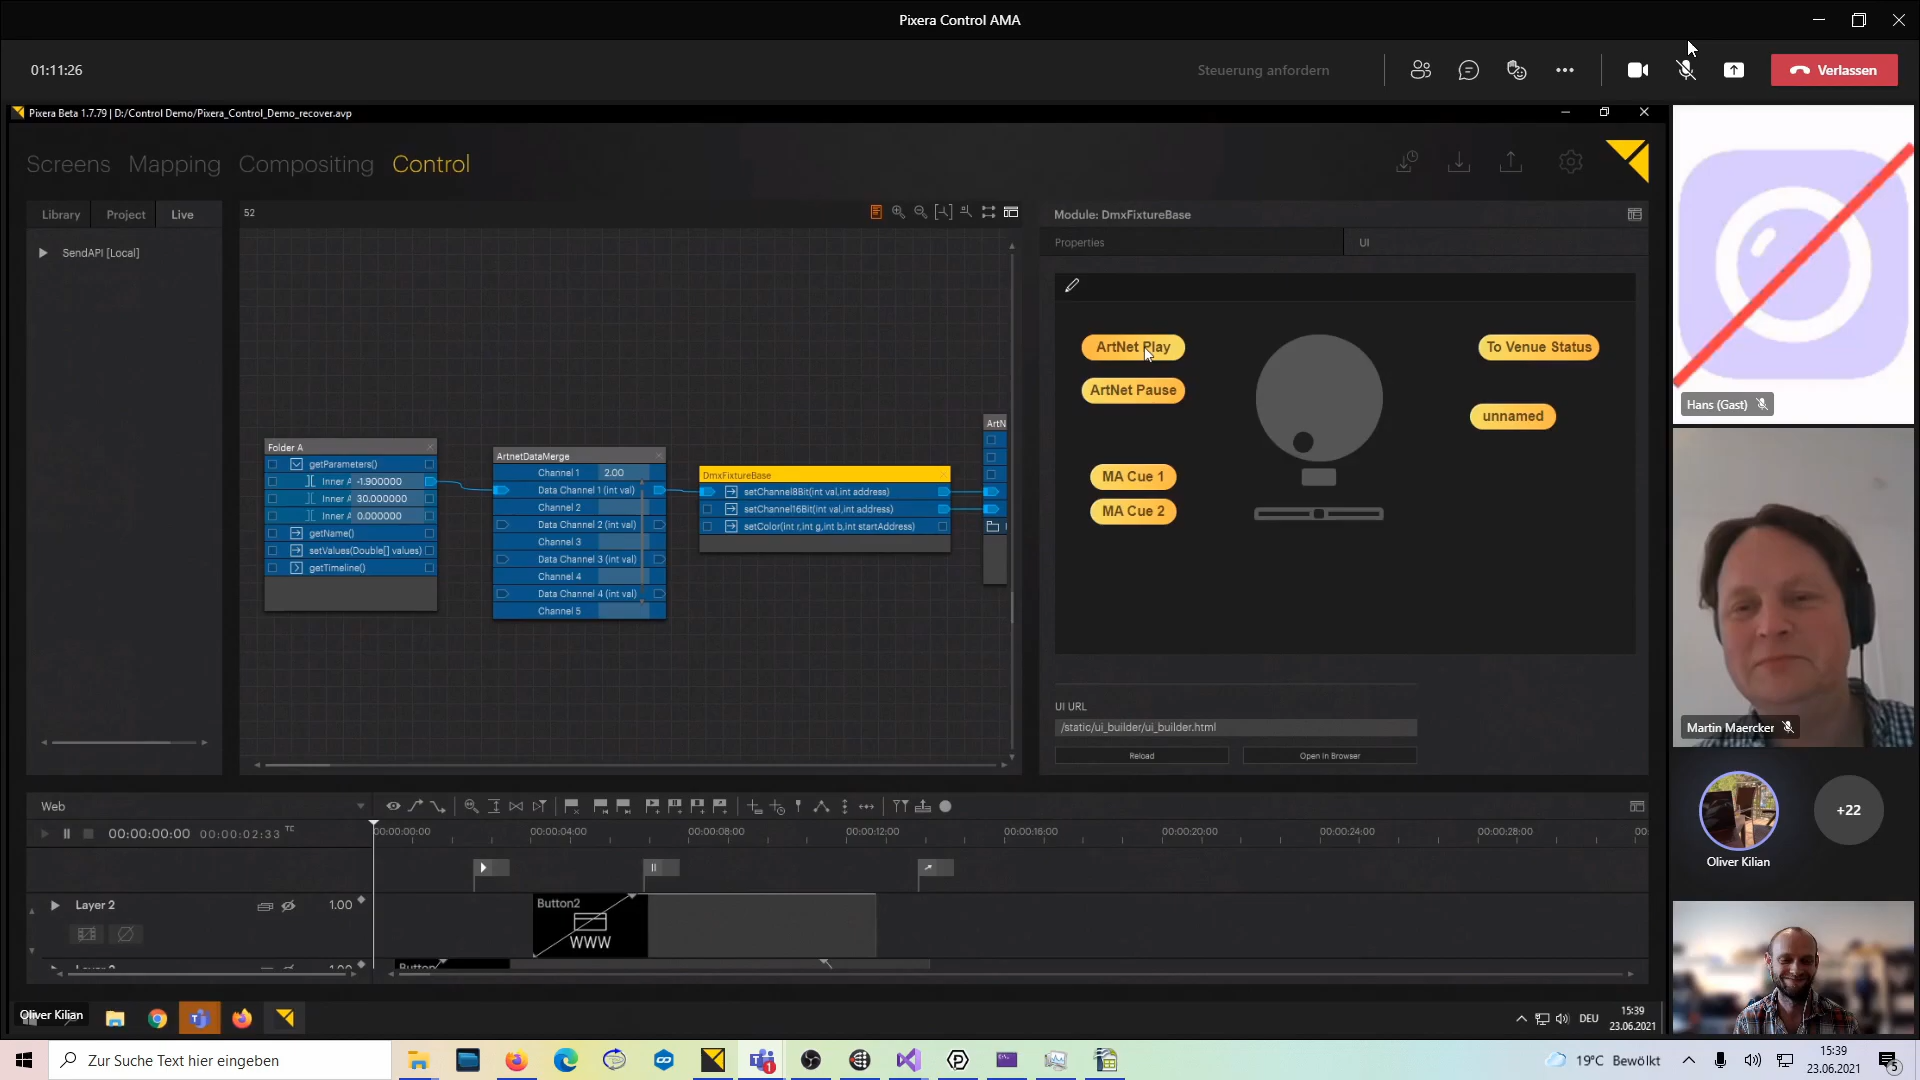 Pixera Control AMA
01:11:26
Steuerung anfordern
Verlassen
Pixera Beta 1.7.79 | D:/Control Demo/Pixera_Control_Demo_recover.avp
Screens Mapping Compositing Control
Library Project Live
52
Module: DmxFixtureBase
Properties
UI
SendAPI [Local]
ArtNet Play
To Venue Status
ArtNet Pause
unnamed
MA Cue 1
MA Cue 2
Folder A
getParameters()
Inner A -1.900000
Inner A 30.000000
Inner A 0.000000
getName()
setValues(Double[] values)
getTimeline()
ArtnetDataMerge
Channel 1 2.00
Data Channel 1 (int val)
Channel 2
Data Channel 2 (int val)
Channel 3
Data Channel 3 (int val)
Channel 4
Data Channel 4 (int val)
Channel 5
DmxFixtureBase
setChannel8Bit(int val,int address)
setChannel16Bit(int val,int address)
setColor(int r,int g,int b,int startAddress)
ArtN
UI URL
/static/ui_builder/ui_builder.html
Reload
Open in Browser
Hans (Gast)
Martin Maercker
Oliver Kilian
+22
Web
00:00:00:00 00:00:02:33 TC
00:00:00:00 00:00:04:00 00:00:08:00 00:00:12:00 00:00:16:00 00:00:20:00 00:00:24:00 00:00:28:00 00:
Layer 2
1.00
Button2
WWW
Button
1.00
Oliver Kilian
DEU
15:39
23.06.2021
Zur Suche Text hier eingeben
1
19°C Bewölkt
15:39
23.06.2021
5